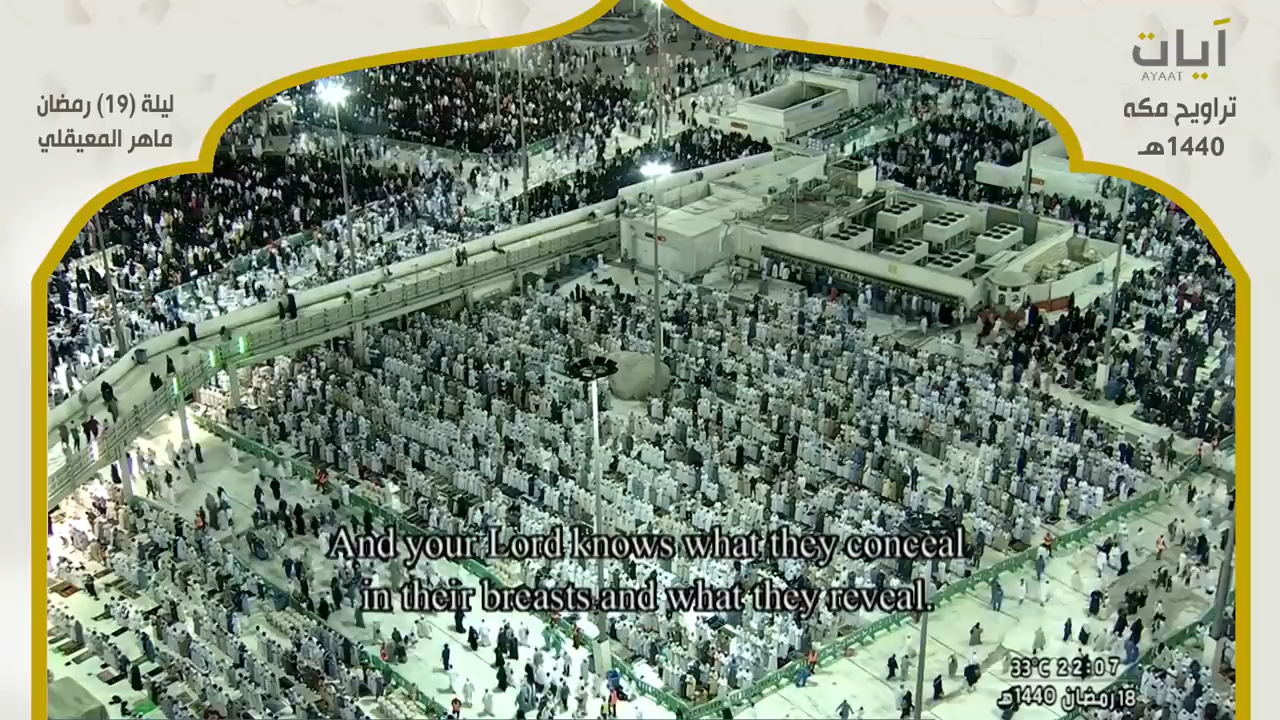 آيات
AYAAT
تراويح مكه
1440هـ
ليلة (19) رمضان
ماهر المعيقلي
And your Lord knows what they conceal
in their breasts and what they reveal.
33°C 22:07
18 رمضان 1440هـ